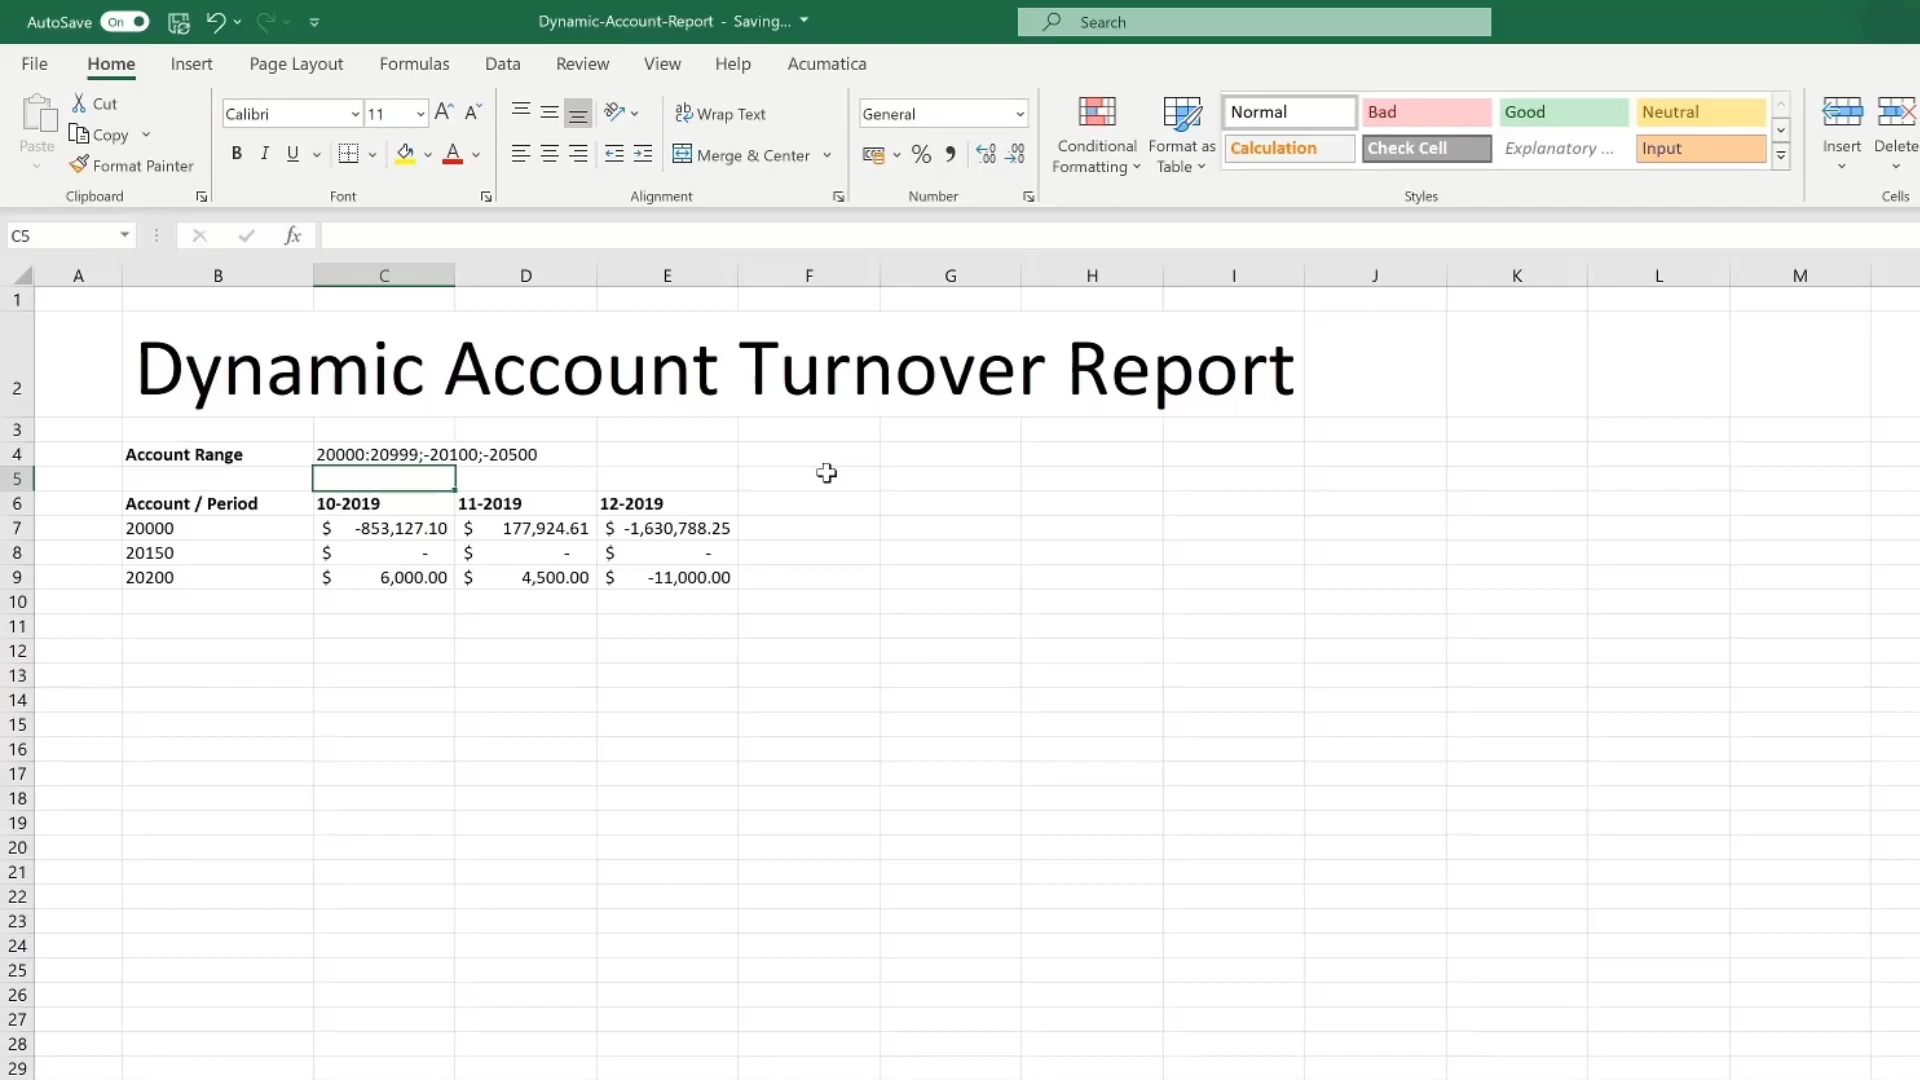 AutoSave On Dynamic-Account-Report - Saving... Search
File Home Insert Page Layout Formulas Data Review View Help Acumatica
Paste
Cut
Copy
Format Painter
Clipboard
Calibri 11
B I U
Font
Wrap Text
Merge & Center
Alignment
General
Number
Conditional
Formatting
Format as
Table
Normal Bad Good Neutral
Calculation Check Cell Explanatory ... Input
Styles
Insert Delete
Cells
C5 fx
A B C D E F G H I J K L M
1
2 Dynamic Account Turnover Report
3
4 Account Range 20000:20999;-20100;-20500
5
6 Account / Period 10-2019 11-2019 12-2019
7 20000 $ -853,127.10 $ 177,924.61 $ -1,630,788.25
8 20150 $ - $ - $ -
9 20200 $ 6,000.00 $ 4,500.00 $ -11,000.00
10
11
12
13
14
15
16
17
18
19
20
21
22
23
24
25
26
27
28
29